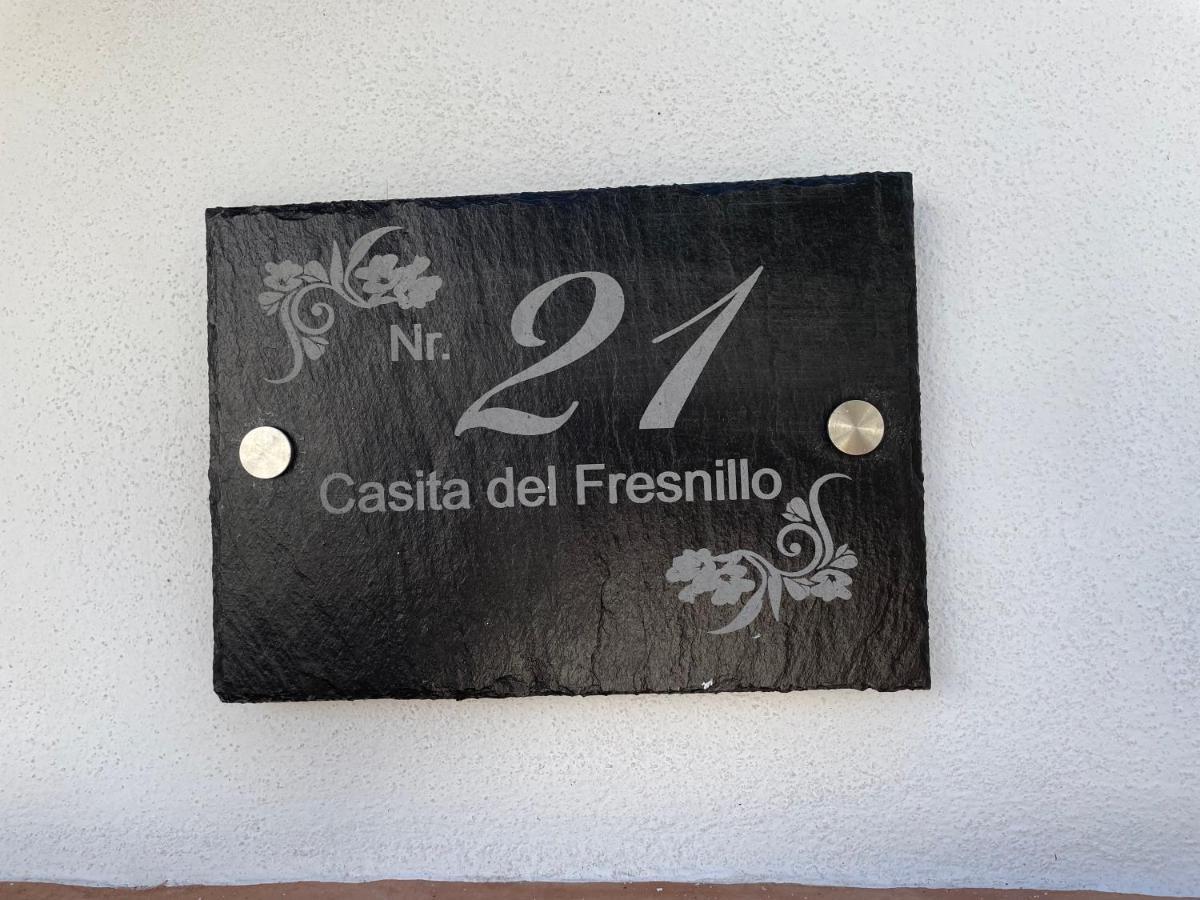 Nr. 21
Casita del Fresnillo